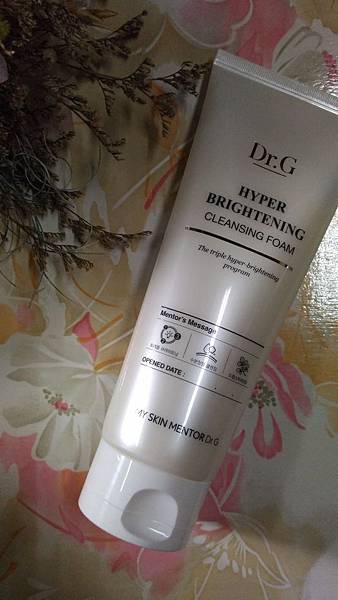 Dr.G
HYPER
BRIGHTENING
CLEANSING FOAM
The triple hyper-brightening
program
Mentor's Message
OPENED DATE :
MY SKIN MENTOR Dr.G